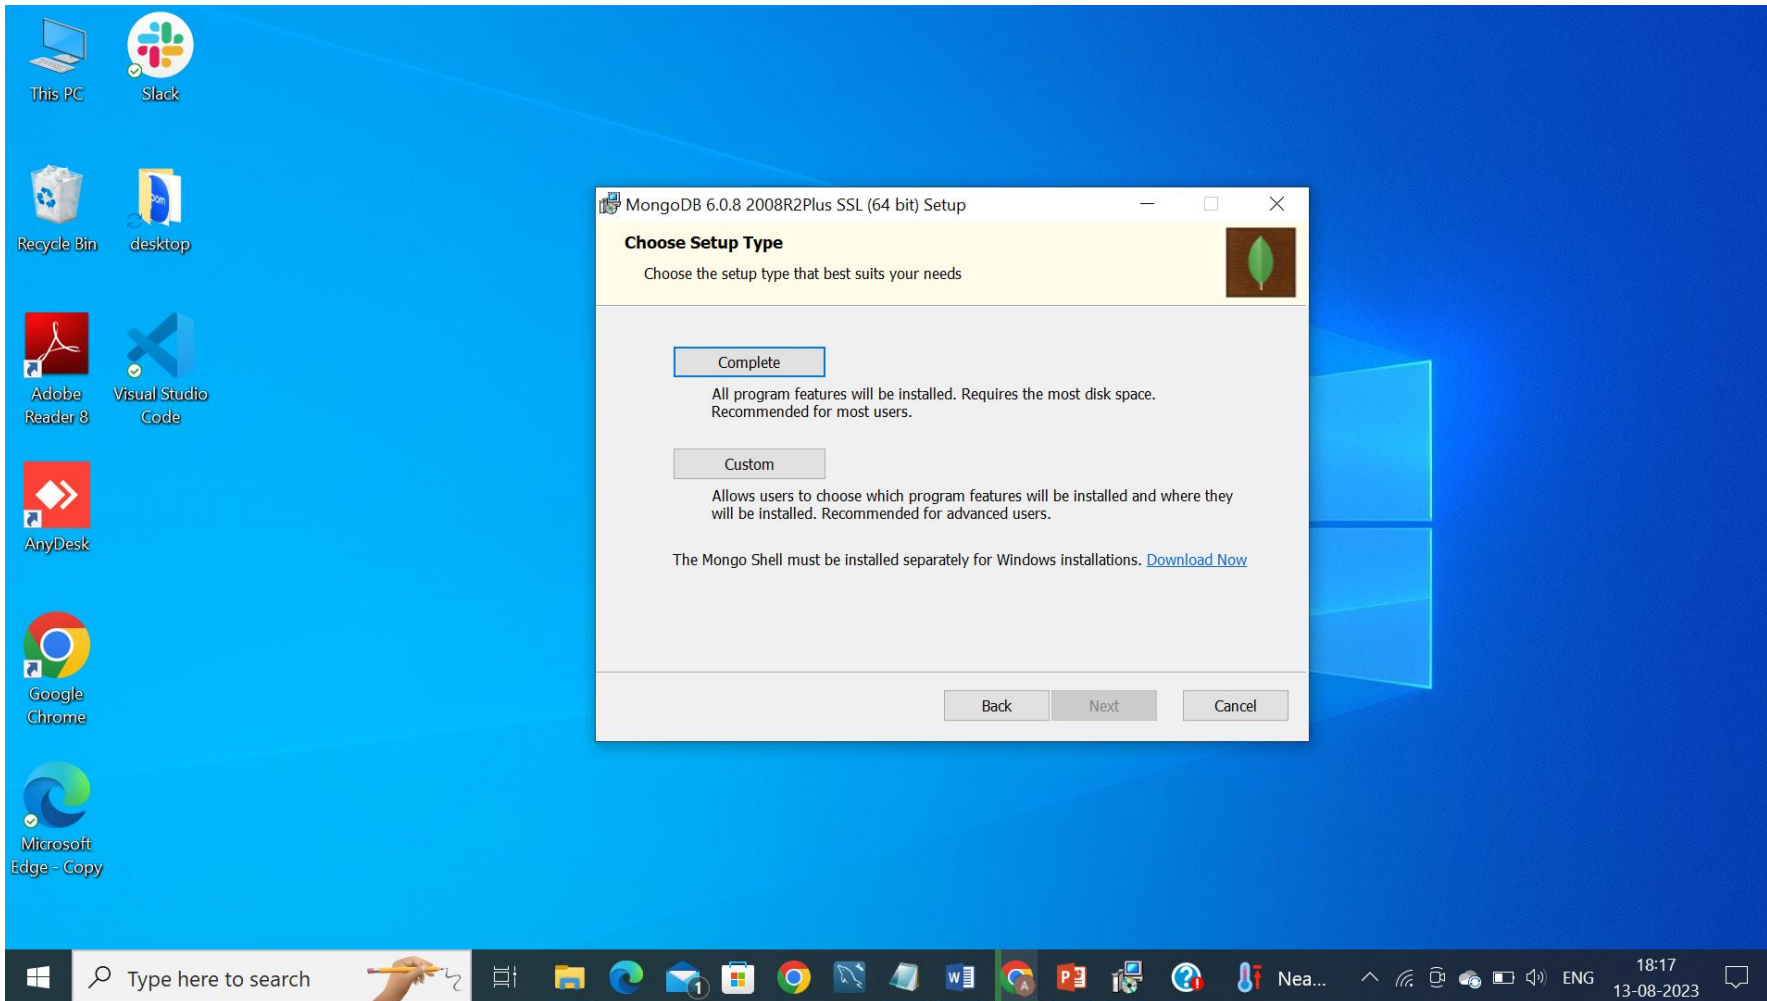 This PC
Slack
Recycle Bin
desktop
Adobe
Reader 8
Visual Studio
Code
AnyDesk
Google
Chrome
Microsoft
Edge - Copy
MongoDB 6.0.8 2008R2Plus SSL (64 bit) Setup
Choose Setup Type
Choose the setup type that best suits your needs
Complete
All program features will be installed. Requires the most disk space.
Recommended for most users.
Custom
Allows users to choose which program features will be installed and where they
will be installed. Recommended for advanced users.
The Mongo Shell must be installed separately for Windows installations. Download Now
Back
Next
Cancel
Type here to search
1
Nea...
ENG
18:17
13-08-2023